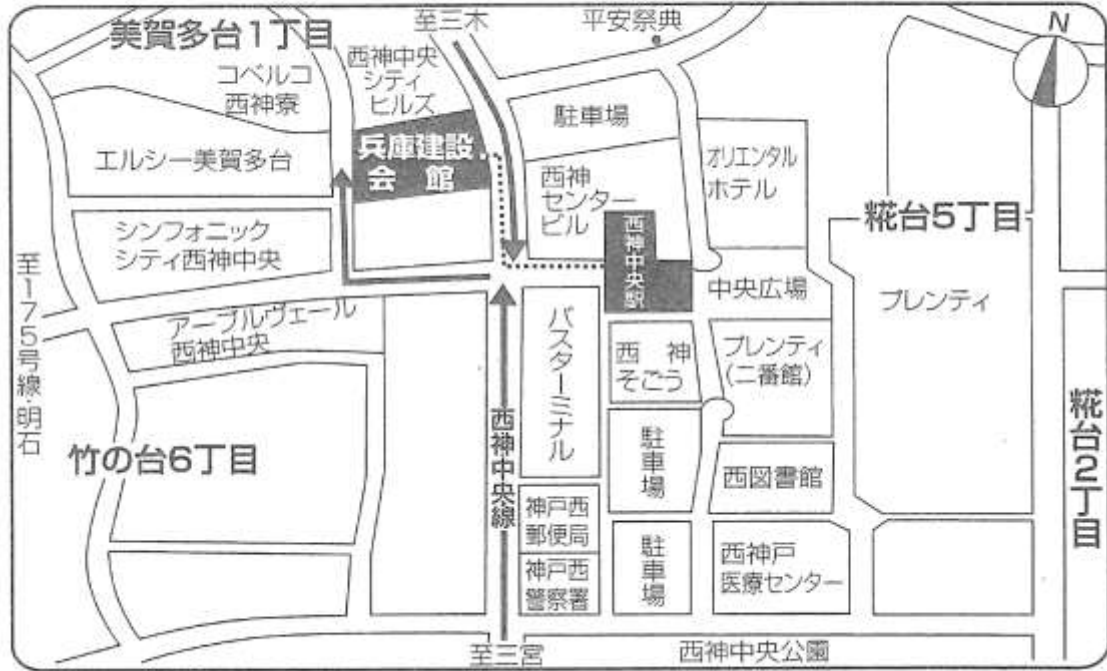 美賀多台1丁目
至三木
平安祭典
N
コベルコ
西神寮
西神中央
シティ
ヒルズ
駐車場
エルシー美賀多台
兵庫建設
会館
西神
センター
ビル
オリエンタル
ホテル
糀台5丁目
シンフォニック
シティ西神中央
西神中央駅
中央広場
プレンティ
至175号線・明石
アーブルヴェール
西神中央
バスターミナル
西神
そごう
プレンティ
(二番館)
糀台2丁目
竹の台6丁目
西神中央線
駐車場
西図書館
神戸西
郵便局
神戸西
警察署
駐車場
西神戸
医療センター
至三宮
西神中央公園